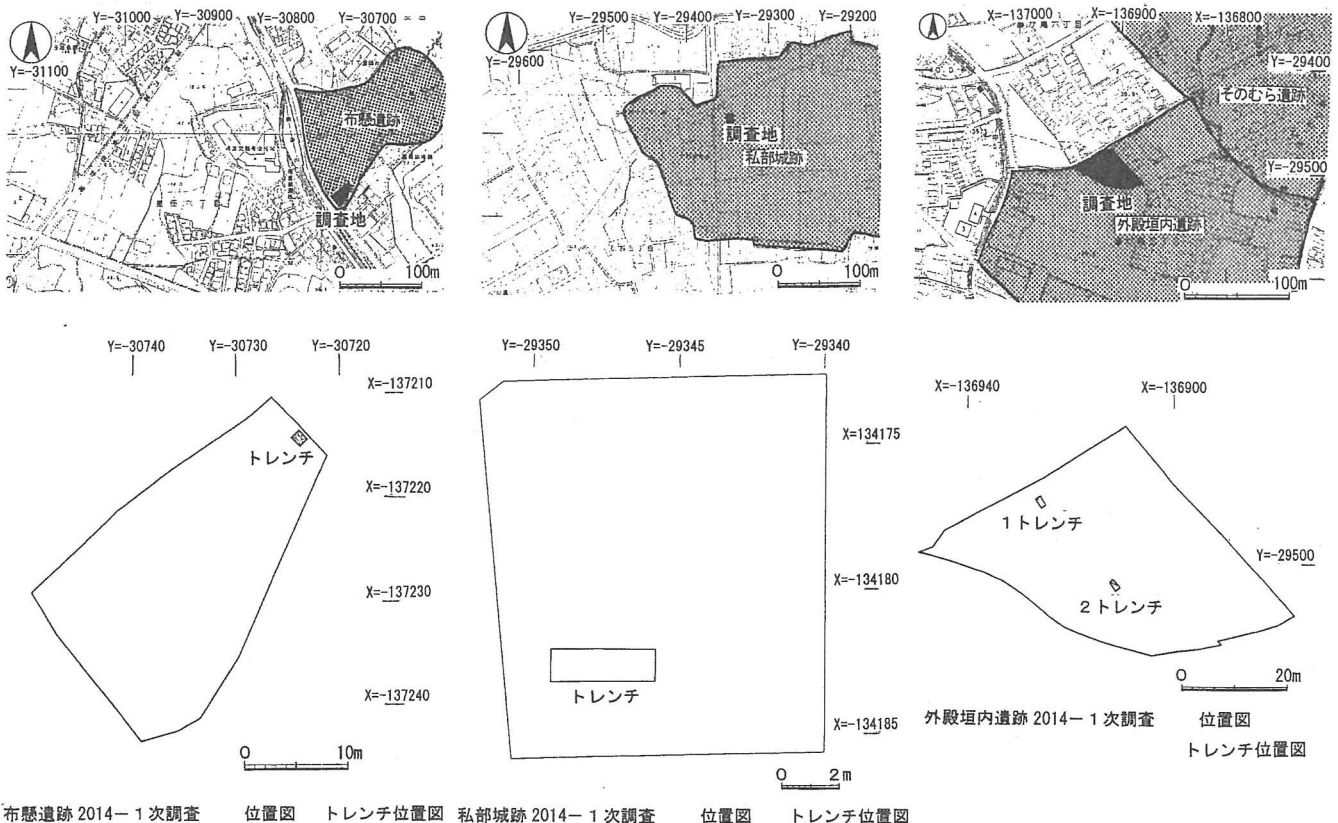 Y=-31000 Y=-30900 Y=-30800 Y=-30700
Y=-31100
布懸遺跡
調査地
0 100m
Y=-29500 Y=-29400 Y=-29300 Y=-29200
Y=-29600
調査地
私部城跡
0 100m
X=-137000 X=-136900 X=-136800
Y=-29400
そのむら遺跡
Y=-29500
調査地
外殿垣内遺跡
0 100m
Y=-30740 Y=-30730 Y=-30720
X=-137210
トレンチ
X=-137220
X=-137230
X=-137240
0 10m
布懸遺跡 2014-1次調査 位置図 トレンチ位置図
Y=-29350 Y=-29345 Y=-29340
X=134175
X=-134180
トレンチ
X=-134185
0 2m
私部城跡 2014-1次調査 位置図 トレンチ位置図
X=-136940 X=-136900
1トレンチ
Y=-29500
2トレンチ
0 20m
外殿垣内遺跡 2014-1次調査 位置図
トレンチ位置図